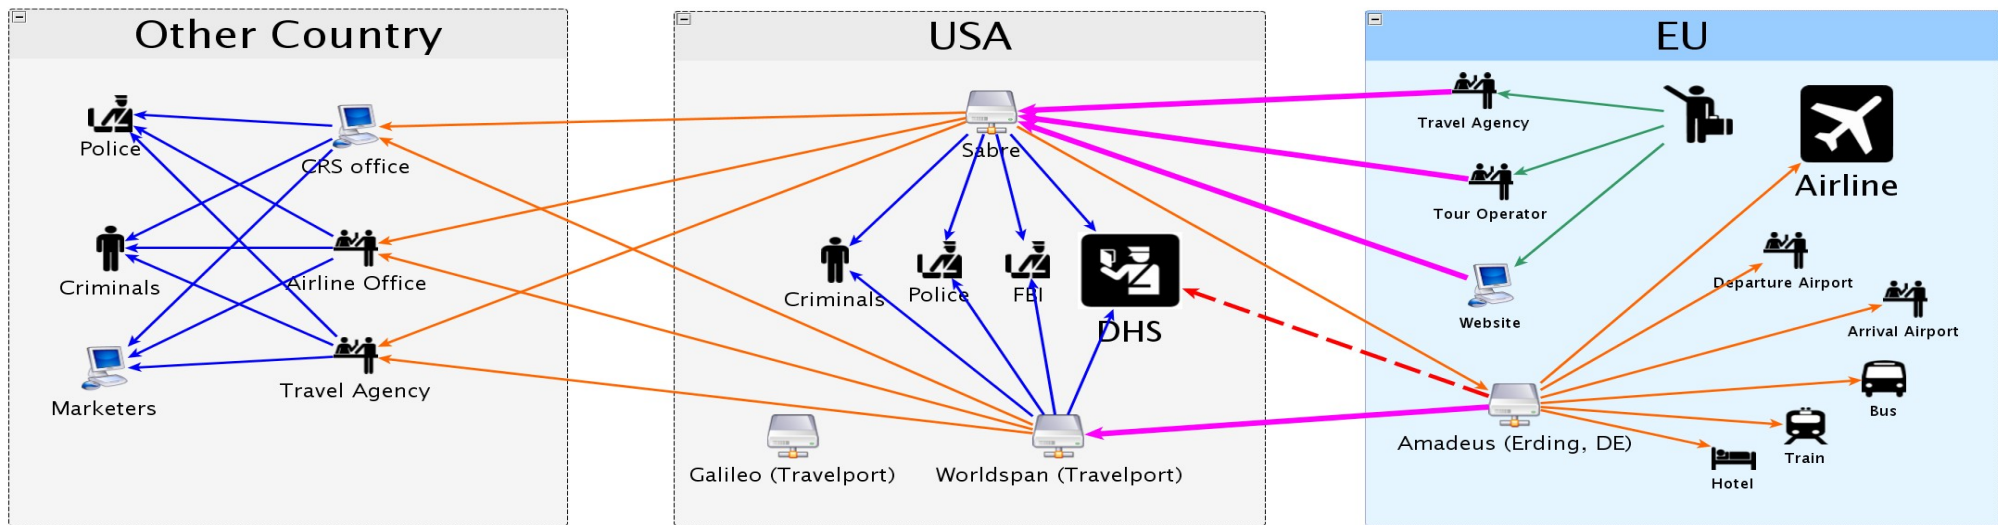 Other Country
Police
CRS office
Criminals
Airline Office
Marketers
Travel Agency
USA
Sabre
Criminals
Police
FBI
DHS
Galileo (Travelport)
Worldspan (Travelport)
EU
Travel Agency
Airline
Tour Operator
Departure Airport
Website
Arrival Airport
Bus
Amadeus (Erding, DE)
Train
Hotel